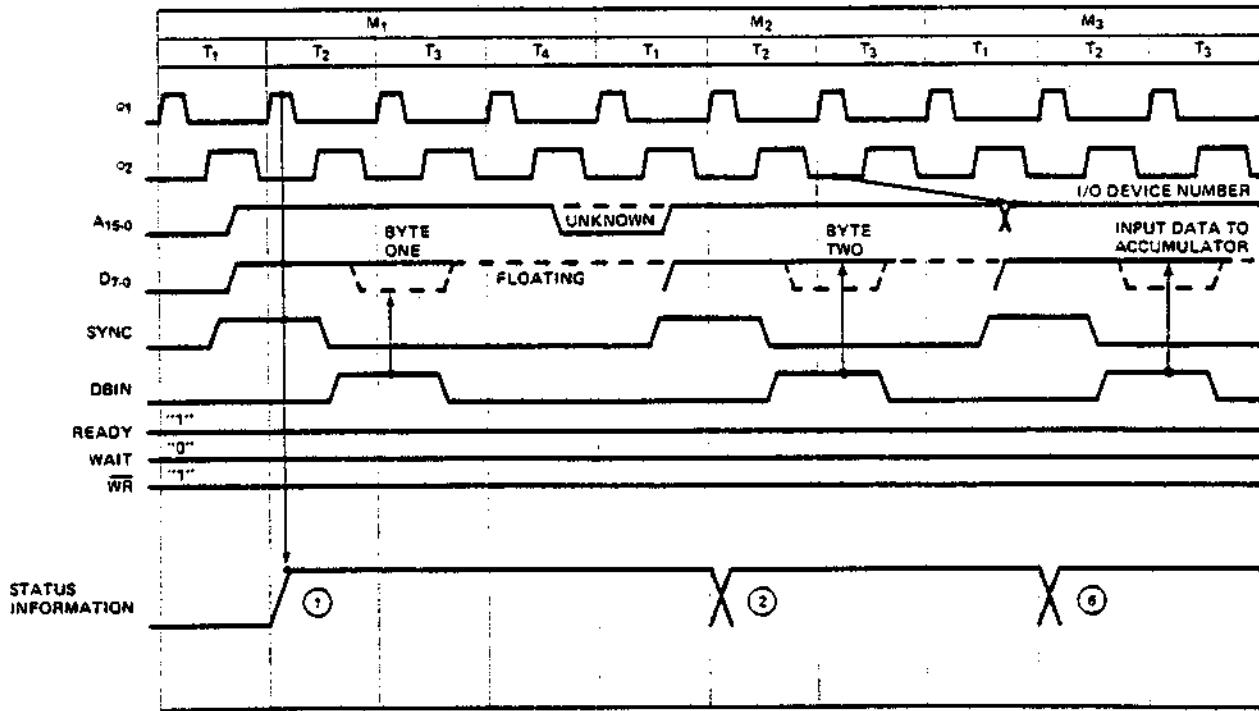 M1 M2 M3
T1 T2 T3 T4 T1 T2 T3 T1 T2 T3
φ1
φ2
I/O DEVICE NUMBER
A15-0
UNKNOWN
BYTE ONE
BYTE TWO
INPUT DATA TO ACCUMULATOR
D7-0
FLOATING
SYNC
DBIN
"1"
READY
"0"
WAIT
"1"
WR
STATUS INFORMATION
1 2 6